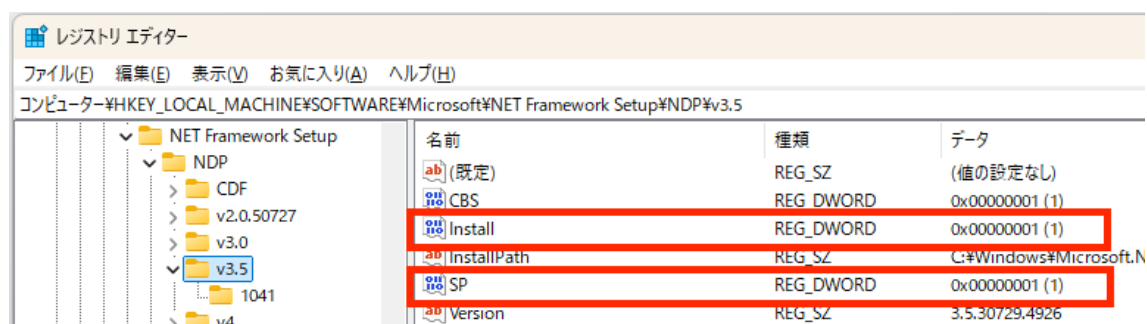 レジストリ エディター
ファイル(F) 編集(E) 表示(V) お気に入り(A) ヘルプ(H)
コンピューター¥HKEY_LOCAL_MACHINE¥SOFTWARE¥Microsoft¥NET Framework Setup¥NDP¥v3.5
NET Framework Setup
NDP
CDF
v2.0.50727
v3.0
v3.5
1041
v4
名前 種類 データ
(既定) REG_SZ (値の設定なし)
CBS REG_DWORD 0x00000001 (1)
Install REG_DWORD 0x00000001 (1)
InstallPath REG_SZ C:¥Windows¥Microsoft.N
SP REG_DWORD 0x00000001 (1)
Version REG_SZ 3.5.30729.4926